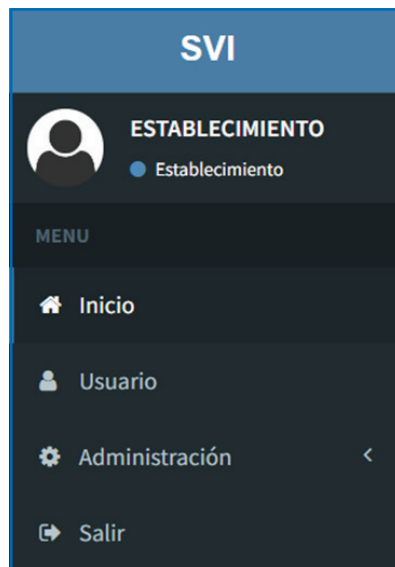 SVI
ESTABLECIMIENTO
Establecimiento
MENU
Inicio
Usuario
Administración
Salir